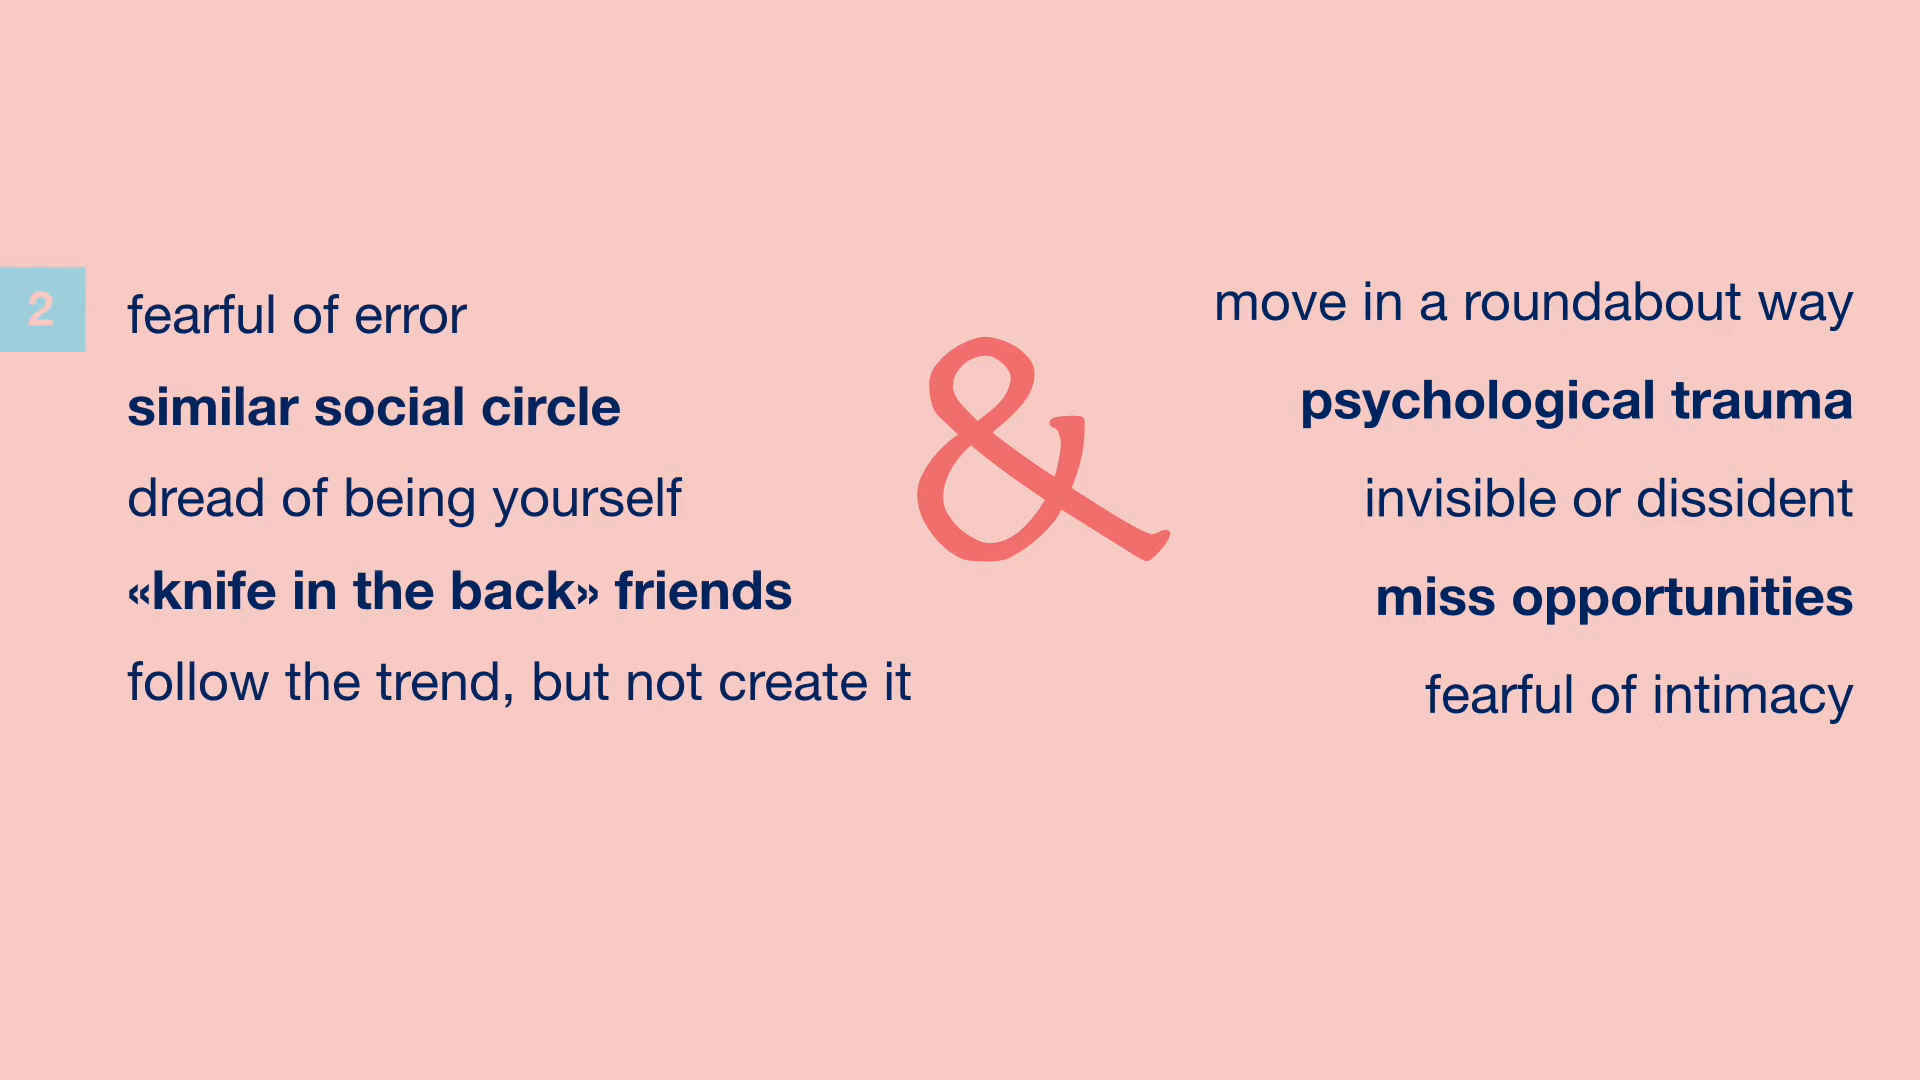 2
fearful of error
similar social circle
dread of being yourself
«knife in the back» friends
follow the trend, but not create it
&
move in a roundabout way
psychological trauma
invisible or dissident
miss opportunities
fearful of intimacy